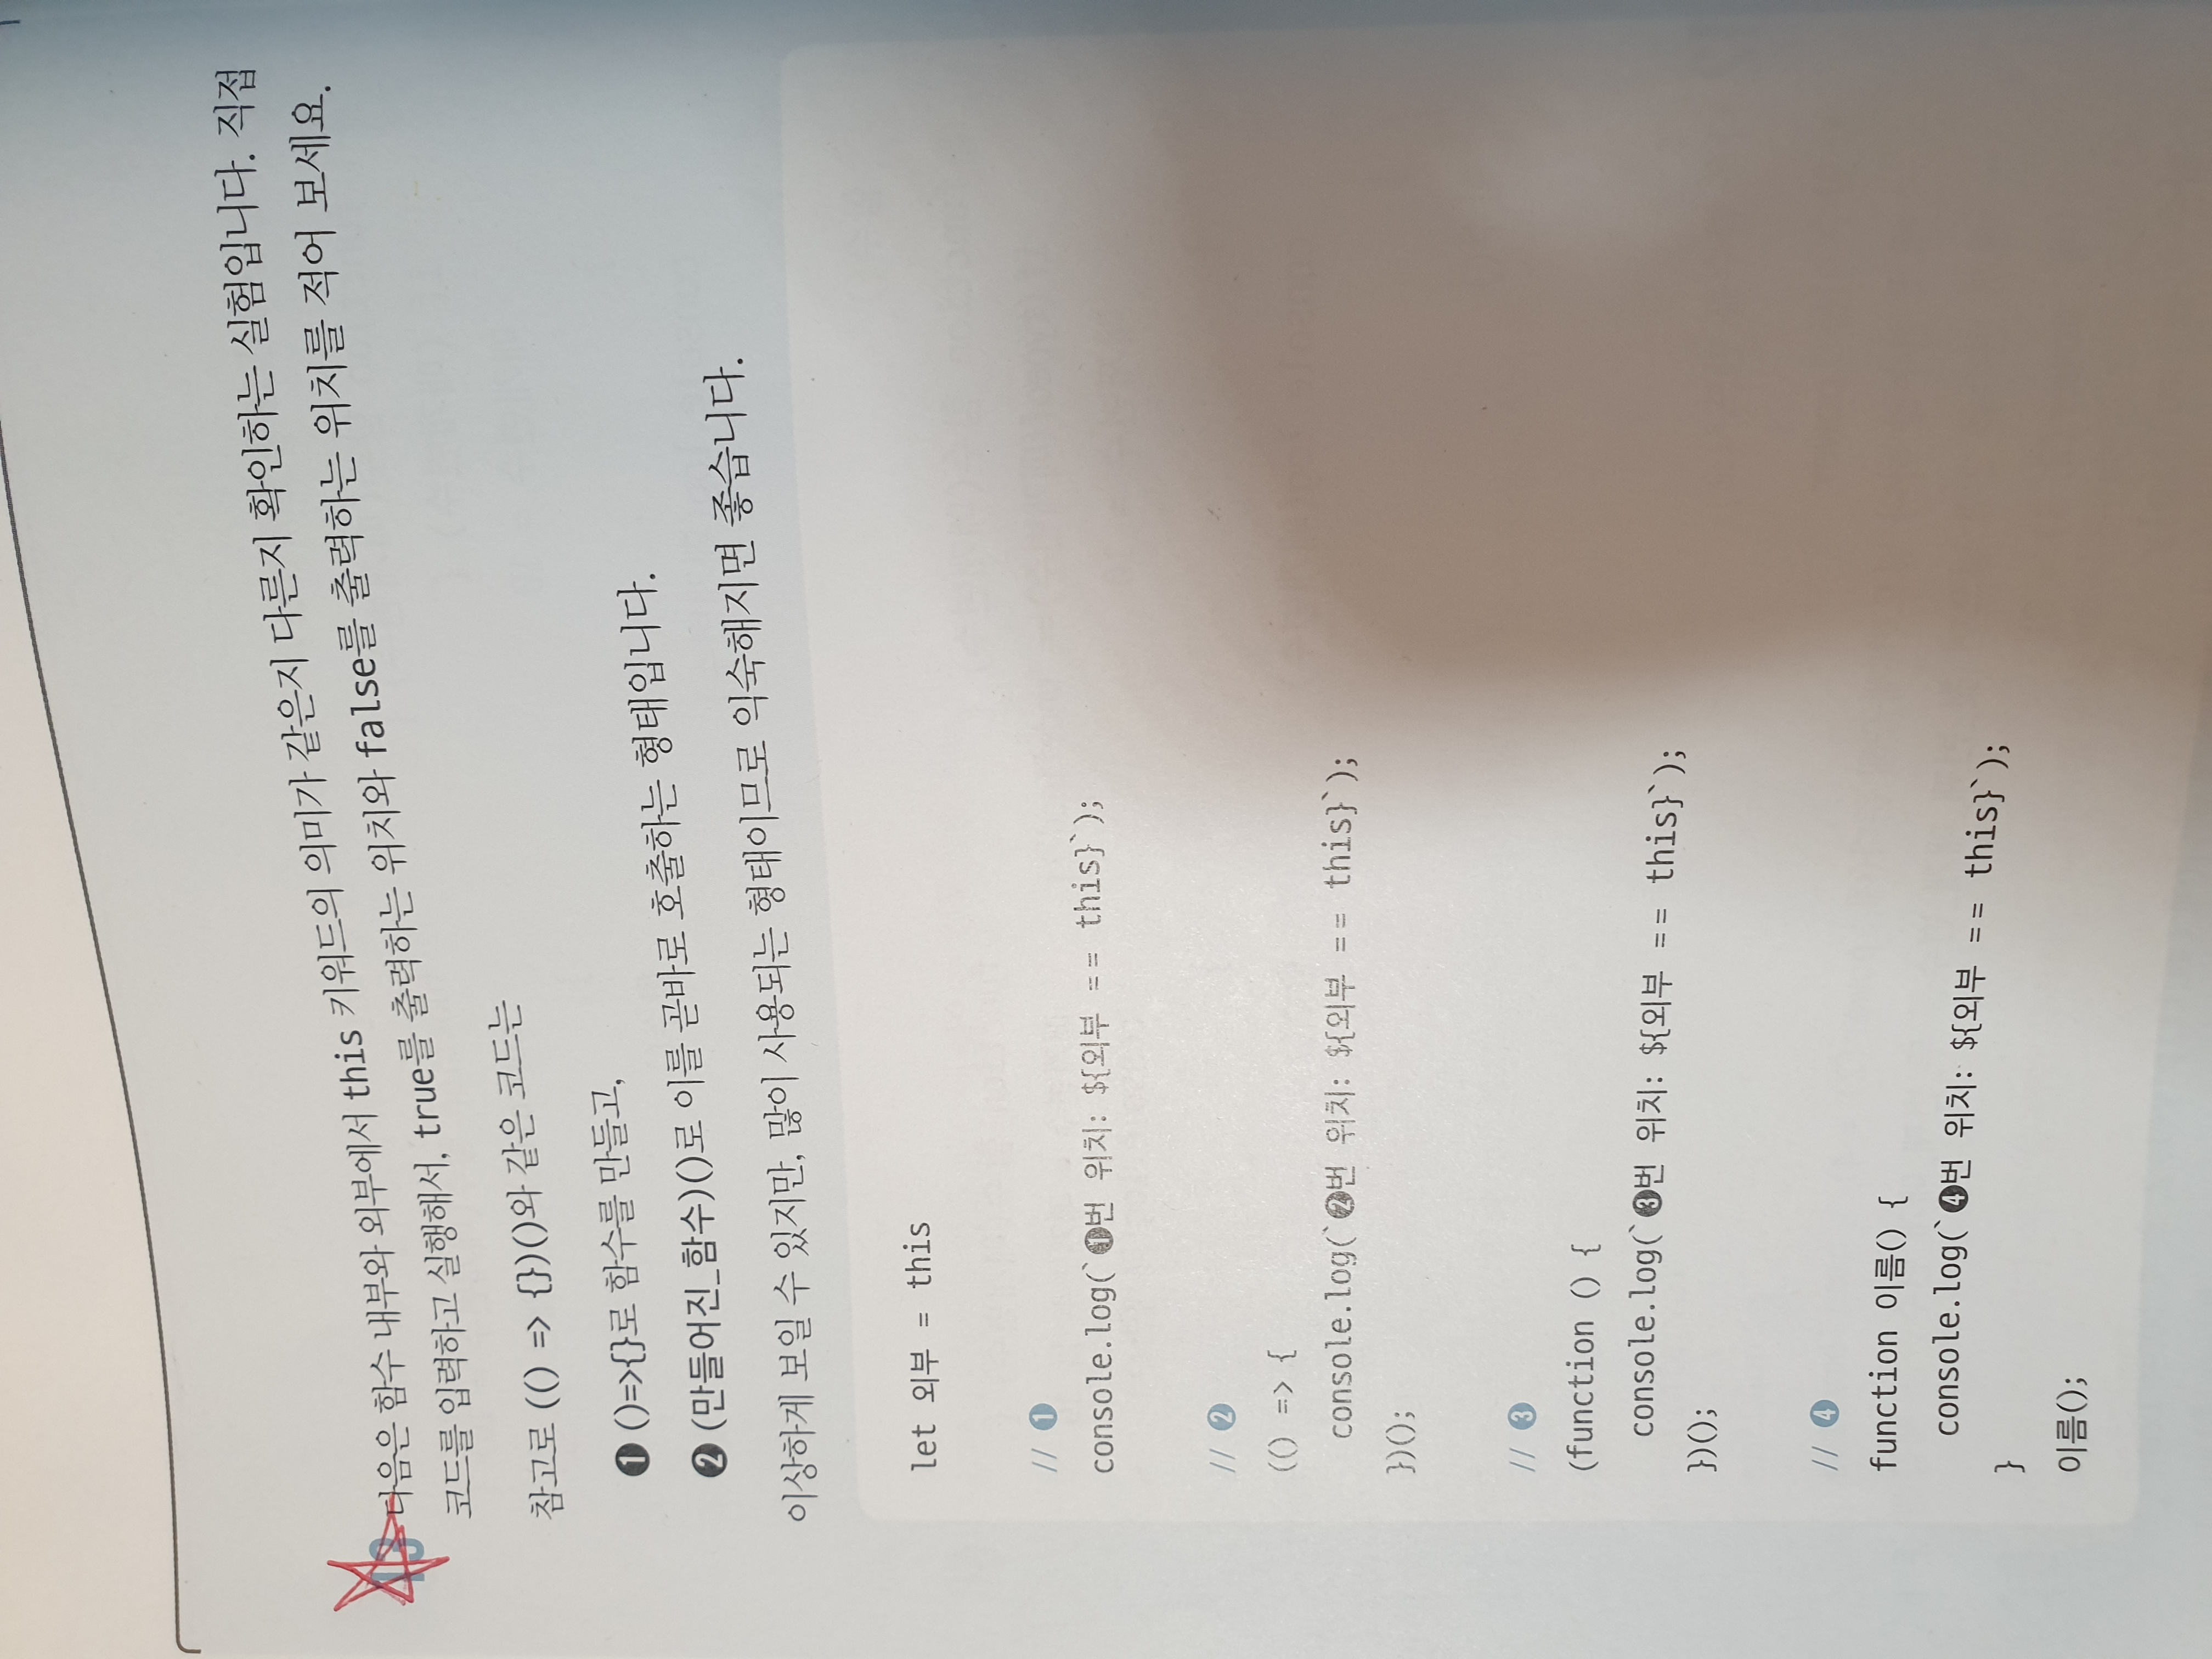 13 다음은 함수 내부와 외부에서 this 키워드의 의미가 같은지 다른지 확인하는 실험입니다. 직접
코드를 입력하고 실행해서, true를 출력하는 위치와 false를 출력하는 위치를 적어 보세요.
참고로 (() => {})()와 같은 코드는
❶ ()=>{}로 함수를 만들고,
❷ (만들어진_함수)()로 이를 곧바로 호출하는 형태입니다.
이상하게 보일 수 있지만, 많이 사용되는 형태이므로 익숙해지면 좋습니다.
let 외부 = this
// ❶
console.log(`❶번 위치: ${외부 == this}`);
// ❷
(() => {
console.log(`❷번 위치: ${외부 == this}`);
})();
// ❸
(function () {
console.log(`❸번 위치: ${외부 == this}`);
})();
// ❹
function 이름() {
console.log(`❹번 위치: ${외부 == this}`);
}
이름();